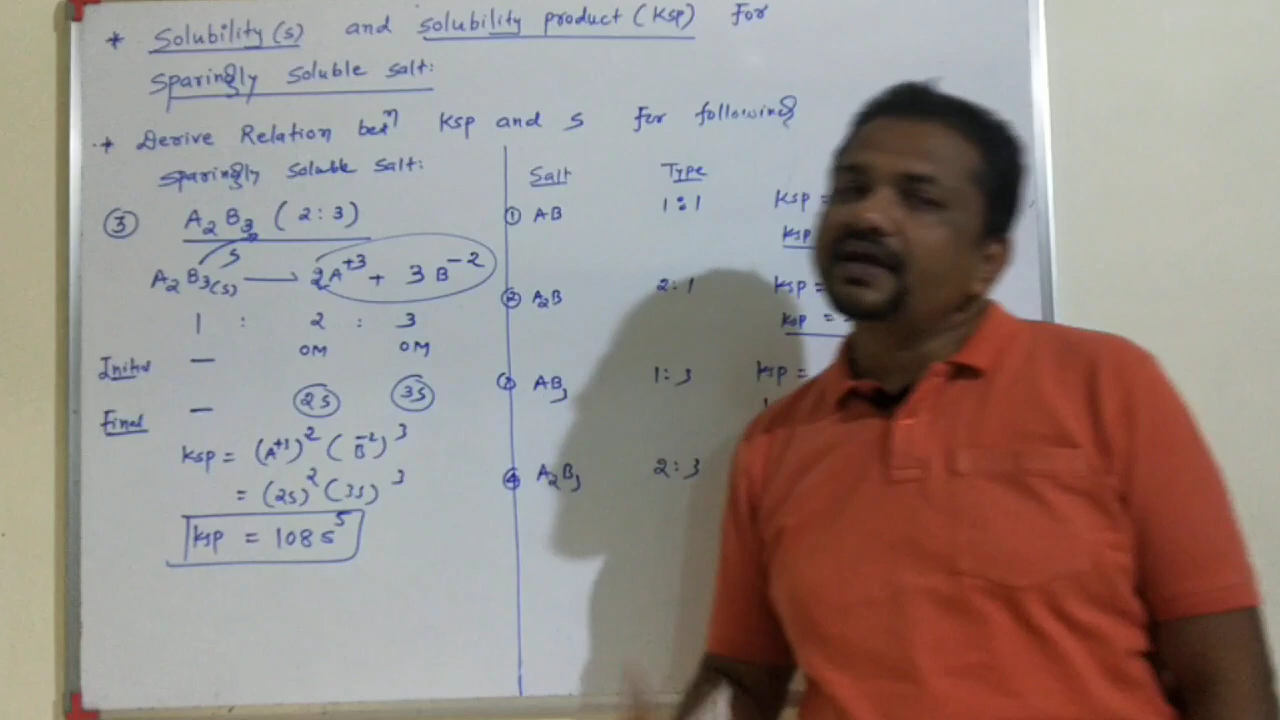 * Solubility(s) and solubility product (Ksp) For
Sparingly soluble salt:
* Derive Relation betⁿ Ksp and s For following
Sparingly soluble salt:
③ A₂B₃ (2:3)
s
A₂B₃(s) → 2A⁺³ + 3B⁻²
1 : 2 : 3
Initial — 0M 0M
Final — 2s 3s
Ksp = (A⁺³)² (B⁻²)³
= (2s)² (3s)³
Ksp = 108 s⁵
Salt Type
① AB 1:1 Ksp =
Ksp
② A₂B 2:1 Ksp =
Ksp =
③ AB₃ 1:3 Ksp =
④ A₂B₃ 2:3